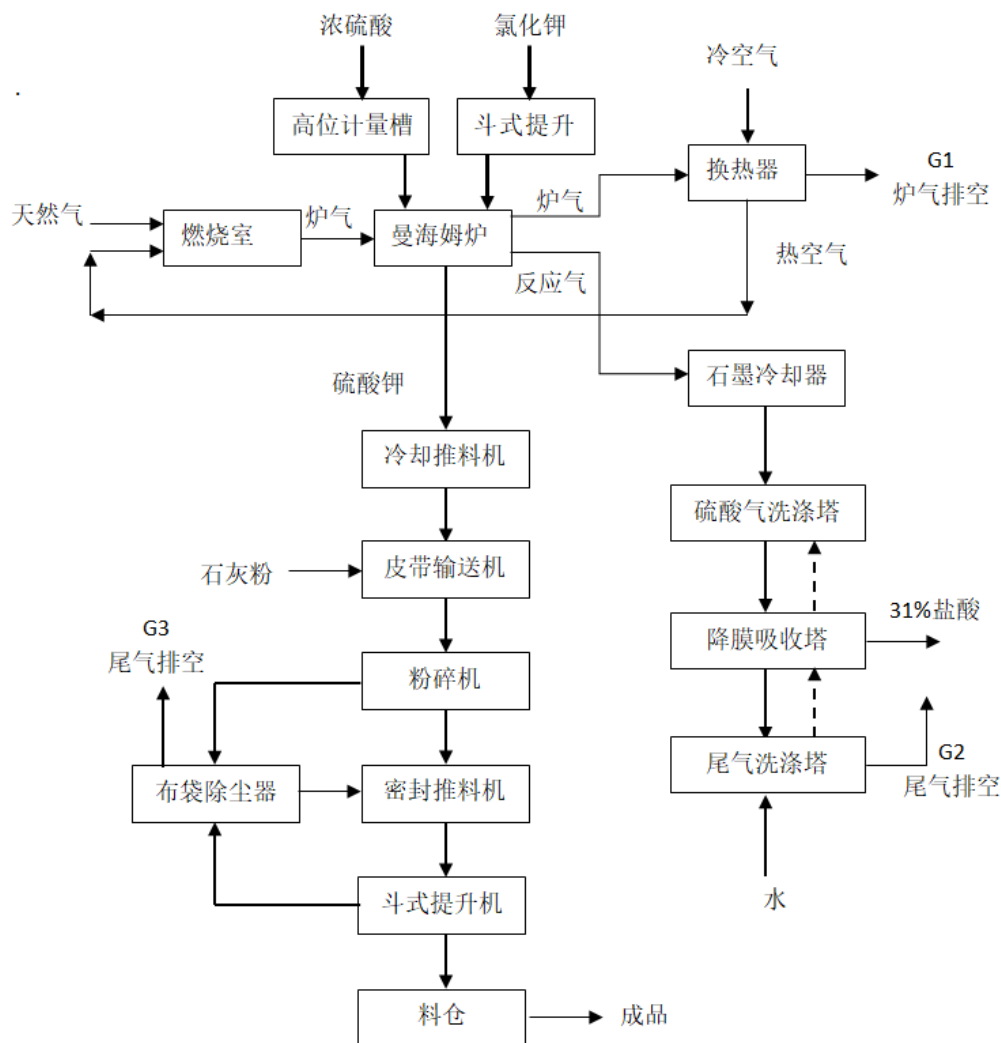 浓硫酸
氯化钾
冷空气
高位计量槽
斗式提升
换热器
G1
炉气排空
天然气
燃烧室
炉气
曼海姆炉
炉气
反应气
热空气
硫酸钾
石墨冷却器
冷却推料机
硫酸气洗涤塔
石灰粉
皮带输送机
31%盐酸
降膜吸收塔
G3
尾气排空
粉碎机
尾气洗涤塔
G2
尾气排空
布袋除尘器
密封推料机
斗式提升机
水
料仓
成品